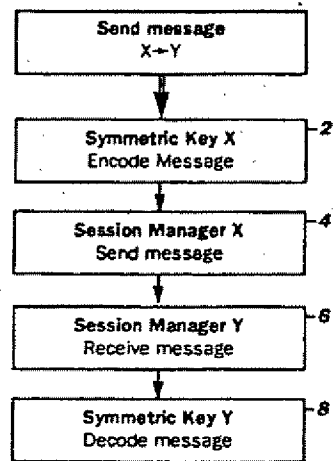 Send message
X→Y
Symmetric Key X
Encode Message
2
Session Manager X
Send message
4
Session Manager Y
Receive message
6
Symmetric Key Y
Decode message
8